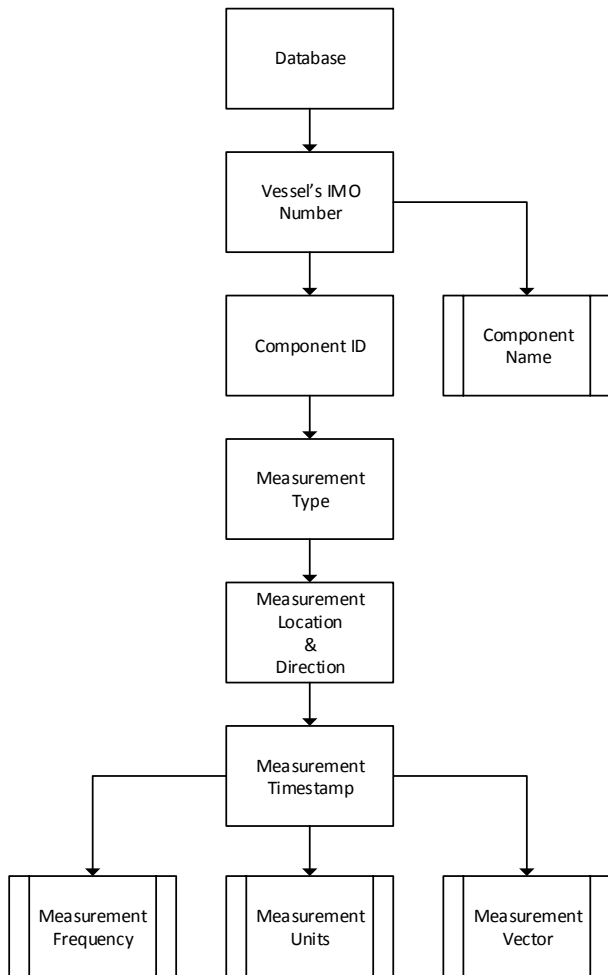 Database
Vessel’s IMO
Number
Component ID
Component
Name
Measurement
Type
Measurement
Location
&
Direction
Measurement
Timestamp
Measurement
Frequency
Measurement
Units
Measurement
Vector